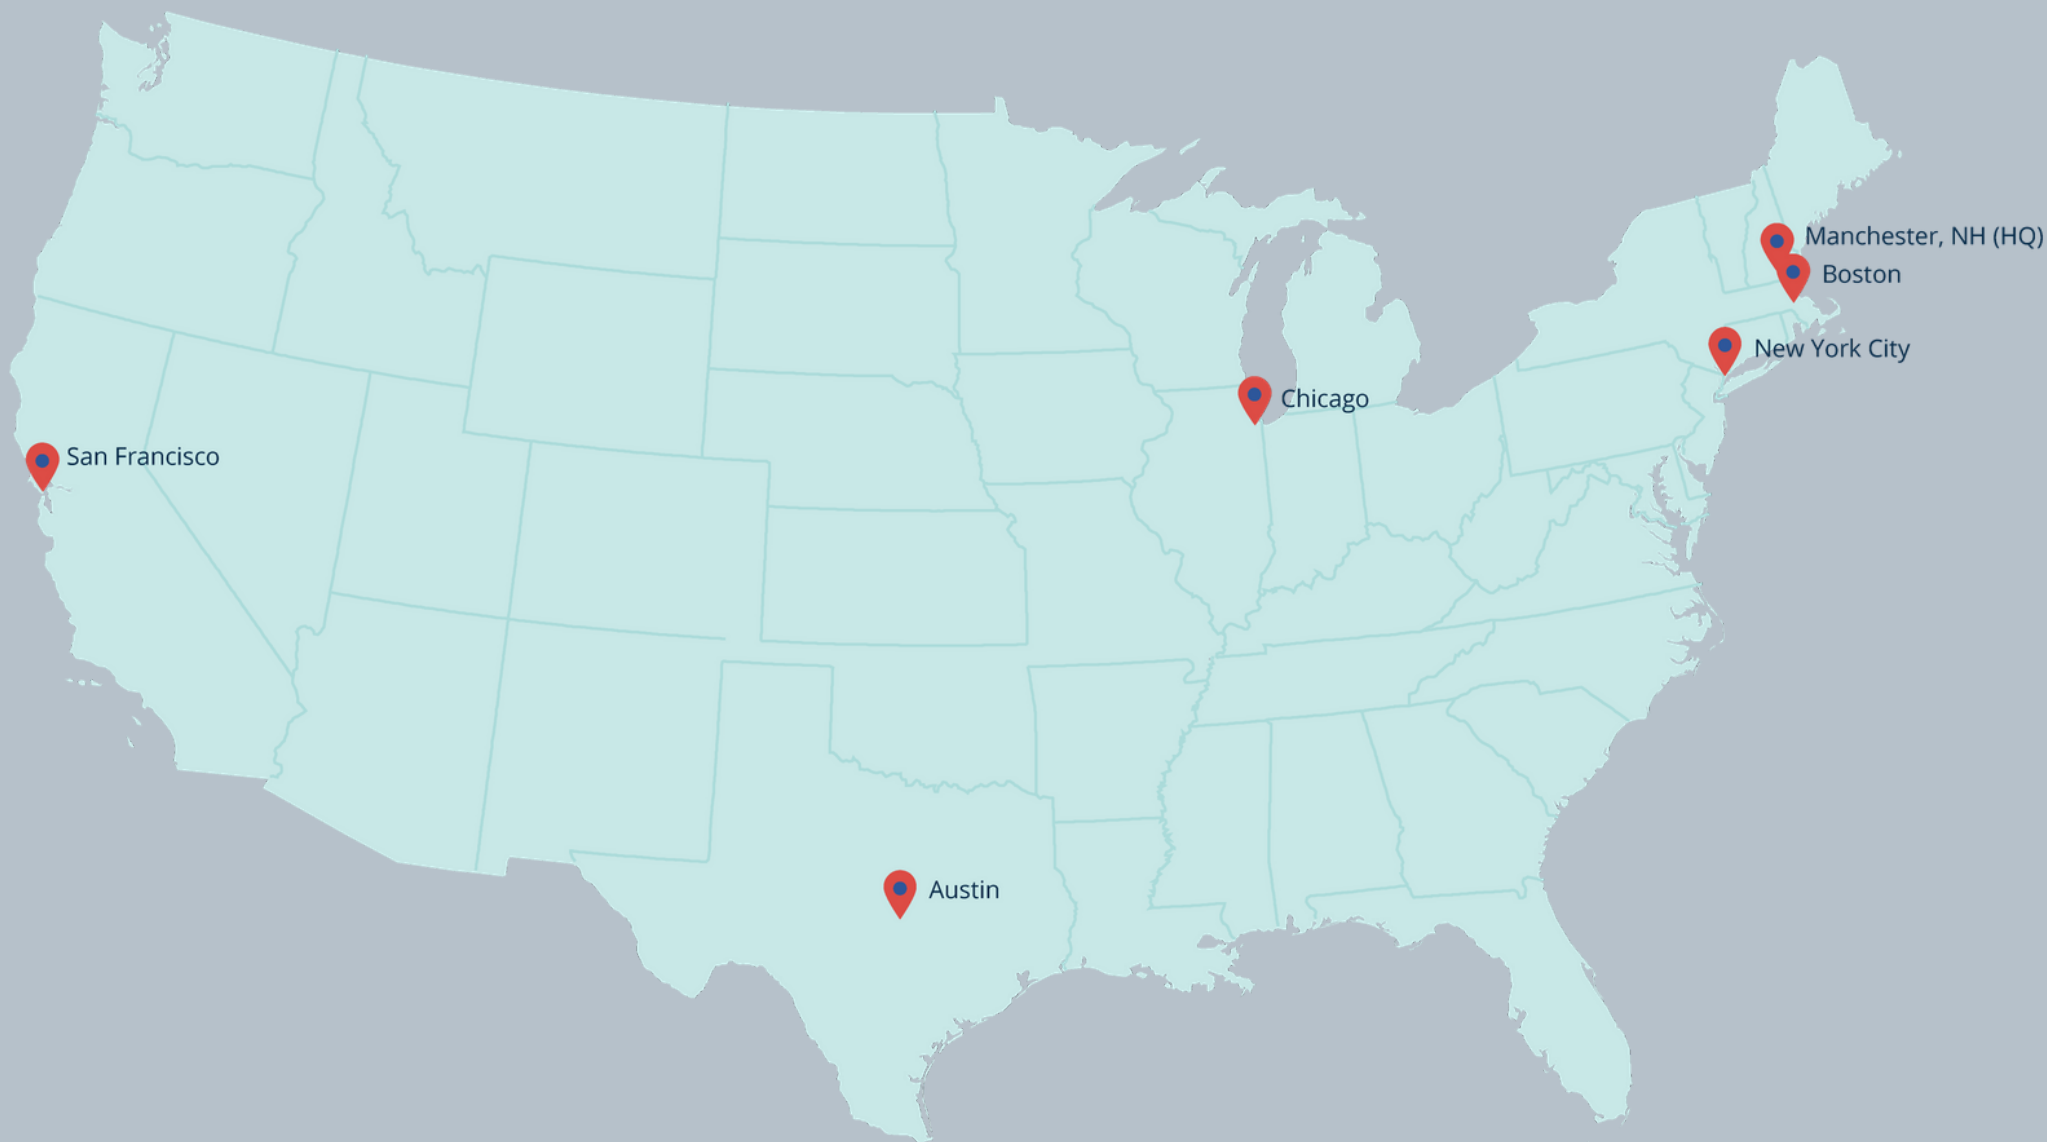 Manchester, NH (HQ)
Boston
New York City
Chicago
San Francisco
Austin